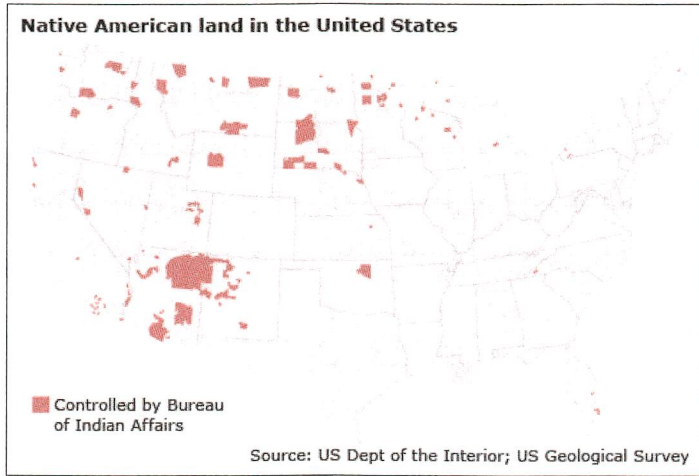 Native American land in the United States
Controlled by Bureau
of Indian Affairs
Source: US Dept of the Interior; US Geological Survey